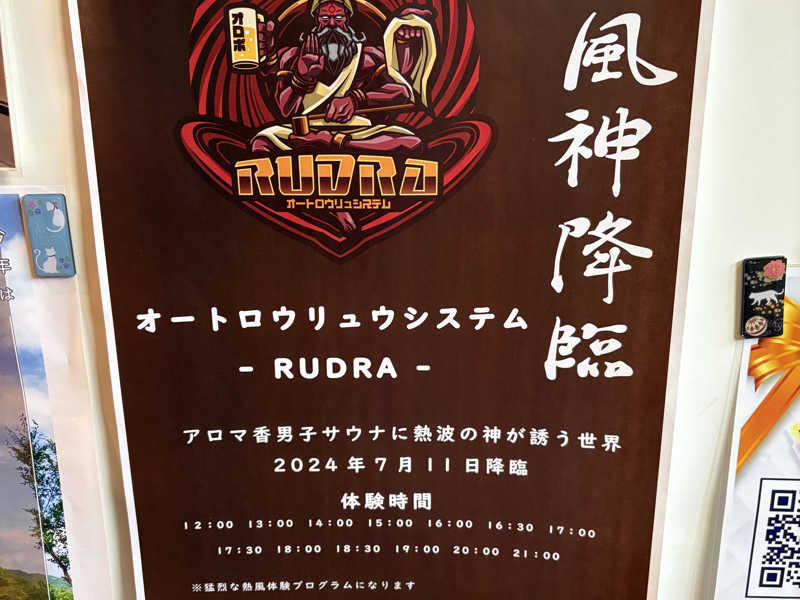 オロポ
RUDRA
オートロウリュシステム
風神降臨
オートロウリュウシステム
- RUDRA -
アロマ香男子サウナに熱波の神が誘う世界
2024年7月11日降臨
体験時間
12:00 13:00 14:00 15:00 16:00 16:30 17:00
17:30 18:00 18:30 19:00 20:00 21:00
※猛烈な熱風体験プログラムになります
年
は